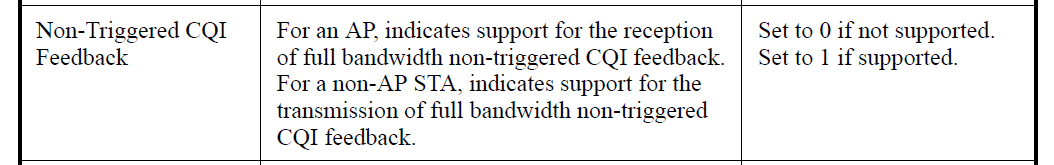 Non-Triggered CQI
Feedback
For an AP, indicates support for the reception
of full bandwidth non-triggered CQI feedback.
For a non-AP STA, indicates support for the
transmission of full bandwidth non-triggered
CQI feedback.
Set to 0 if not supported.
Set to 1 if supported.